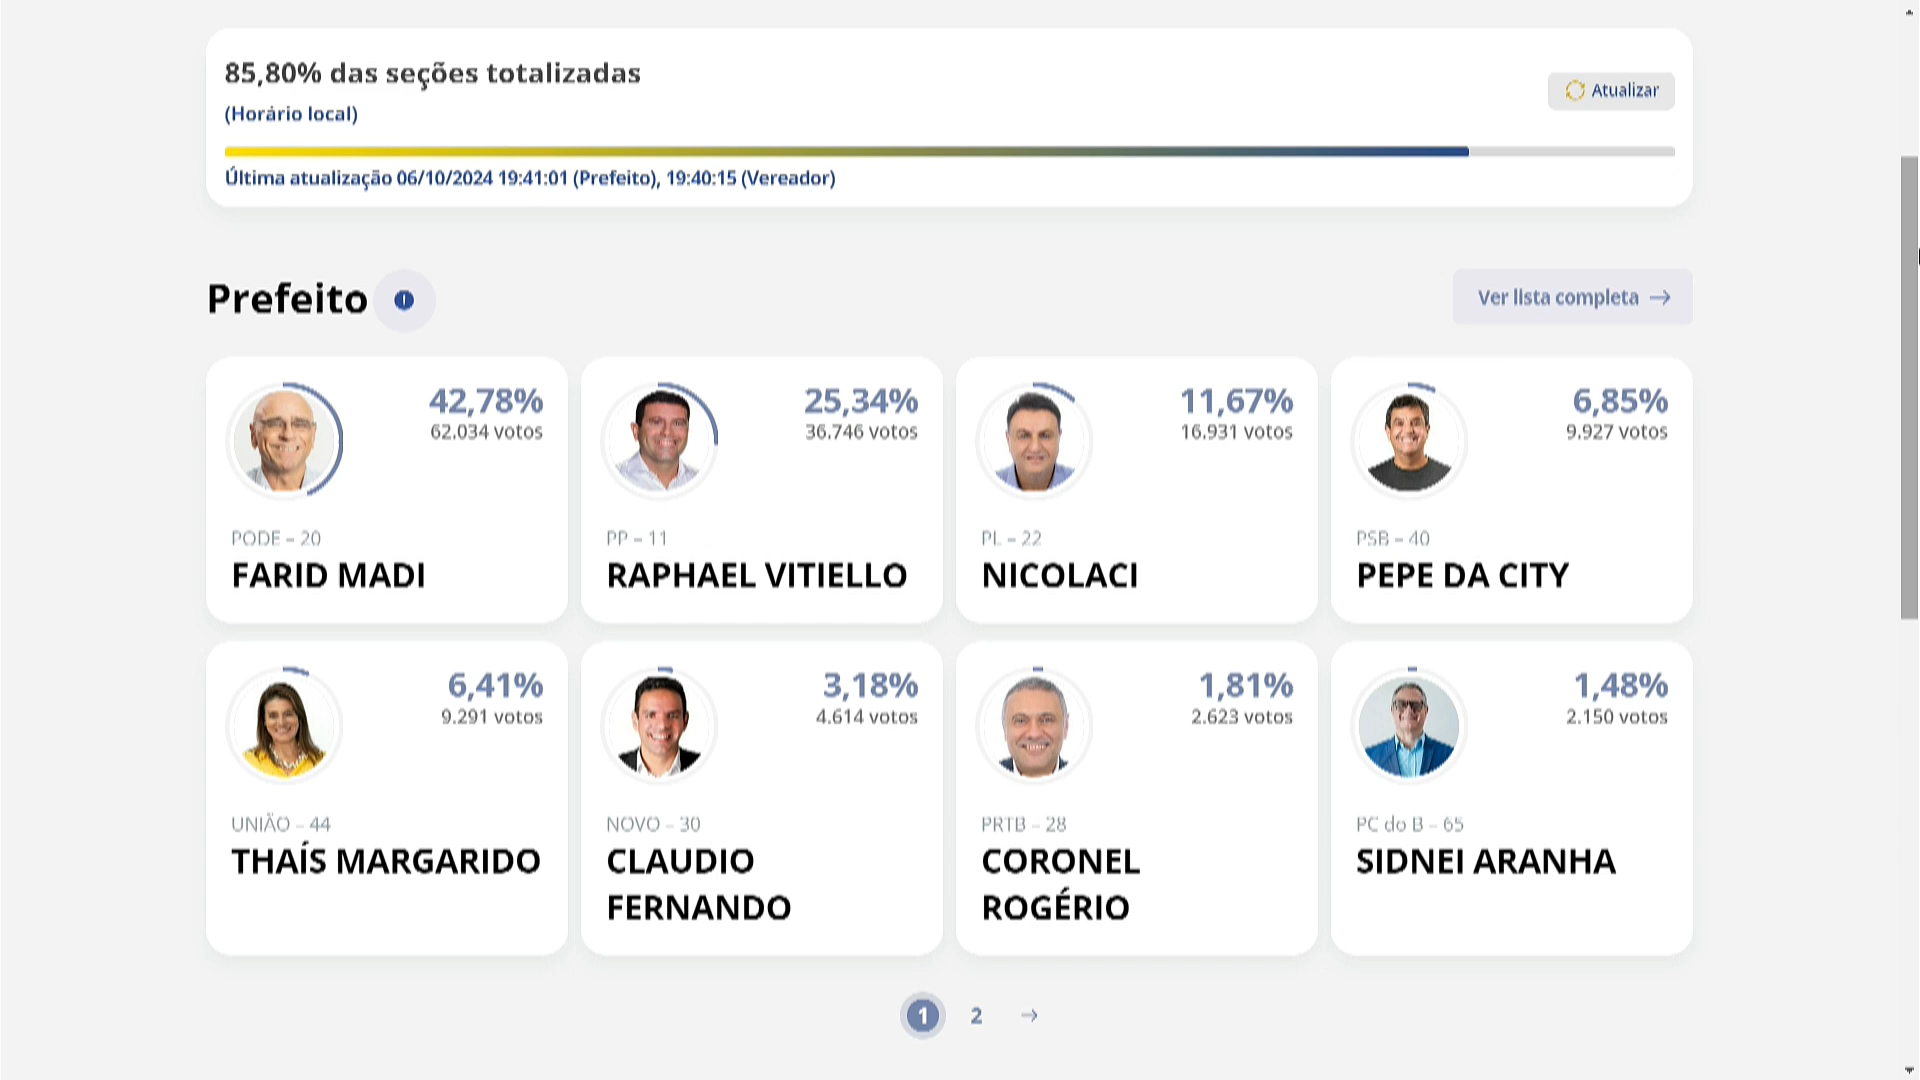 85,80% das seções totalizadas
(Horário local)
Atualizar
Última atualização 06/10/2024 19:41:01 (Prefeito), 19:40:15 (Vereador)
Prefeito
Ver lista completa →
42,78%
62.034 votos
PODE – 20
FARID MADI
25,34%
36.746 votos
PP – 11
RAPHAEL VITIELLO
11,67%
16.931 votos
PL – 22
NICOLACI
6,85%
9.927 votos
PSB – 40
PEPE DA CITY
6,41%
9.291 votos
UNIÃO – 44
THAÍS MARGARIDO
3,18%
4.614 votos
NOVO – 30
CLAUDIO
FERNANDO
1,81%
2.623 votos
PRTB – 28
CORONEL
ROGÉRIO
1,48%
2.150 votos
PC do B – 65
SIDNEI ARANHA
1 2 →